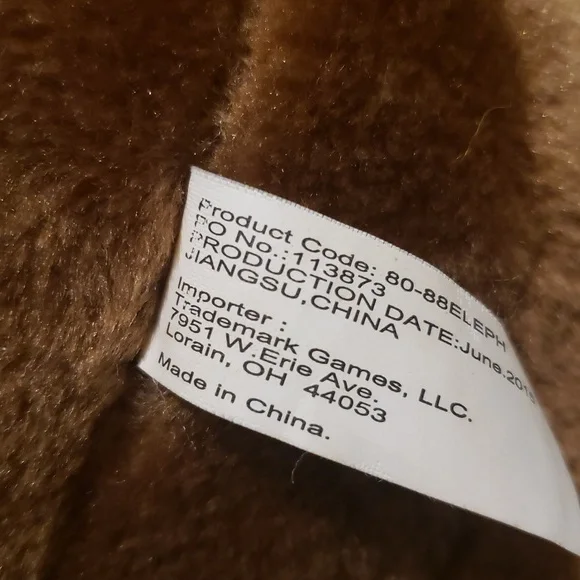 Product Code: 80-88ELEPH
PO No.:113873
PRODUCTION DATE:June.201
JIANGSU,CHINA
Importer :
Trademark Games, LLC.
7951 W.Erie Ave.
Lorain, OH 44053
Made in China.